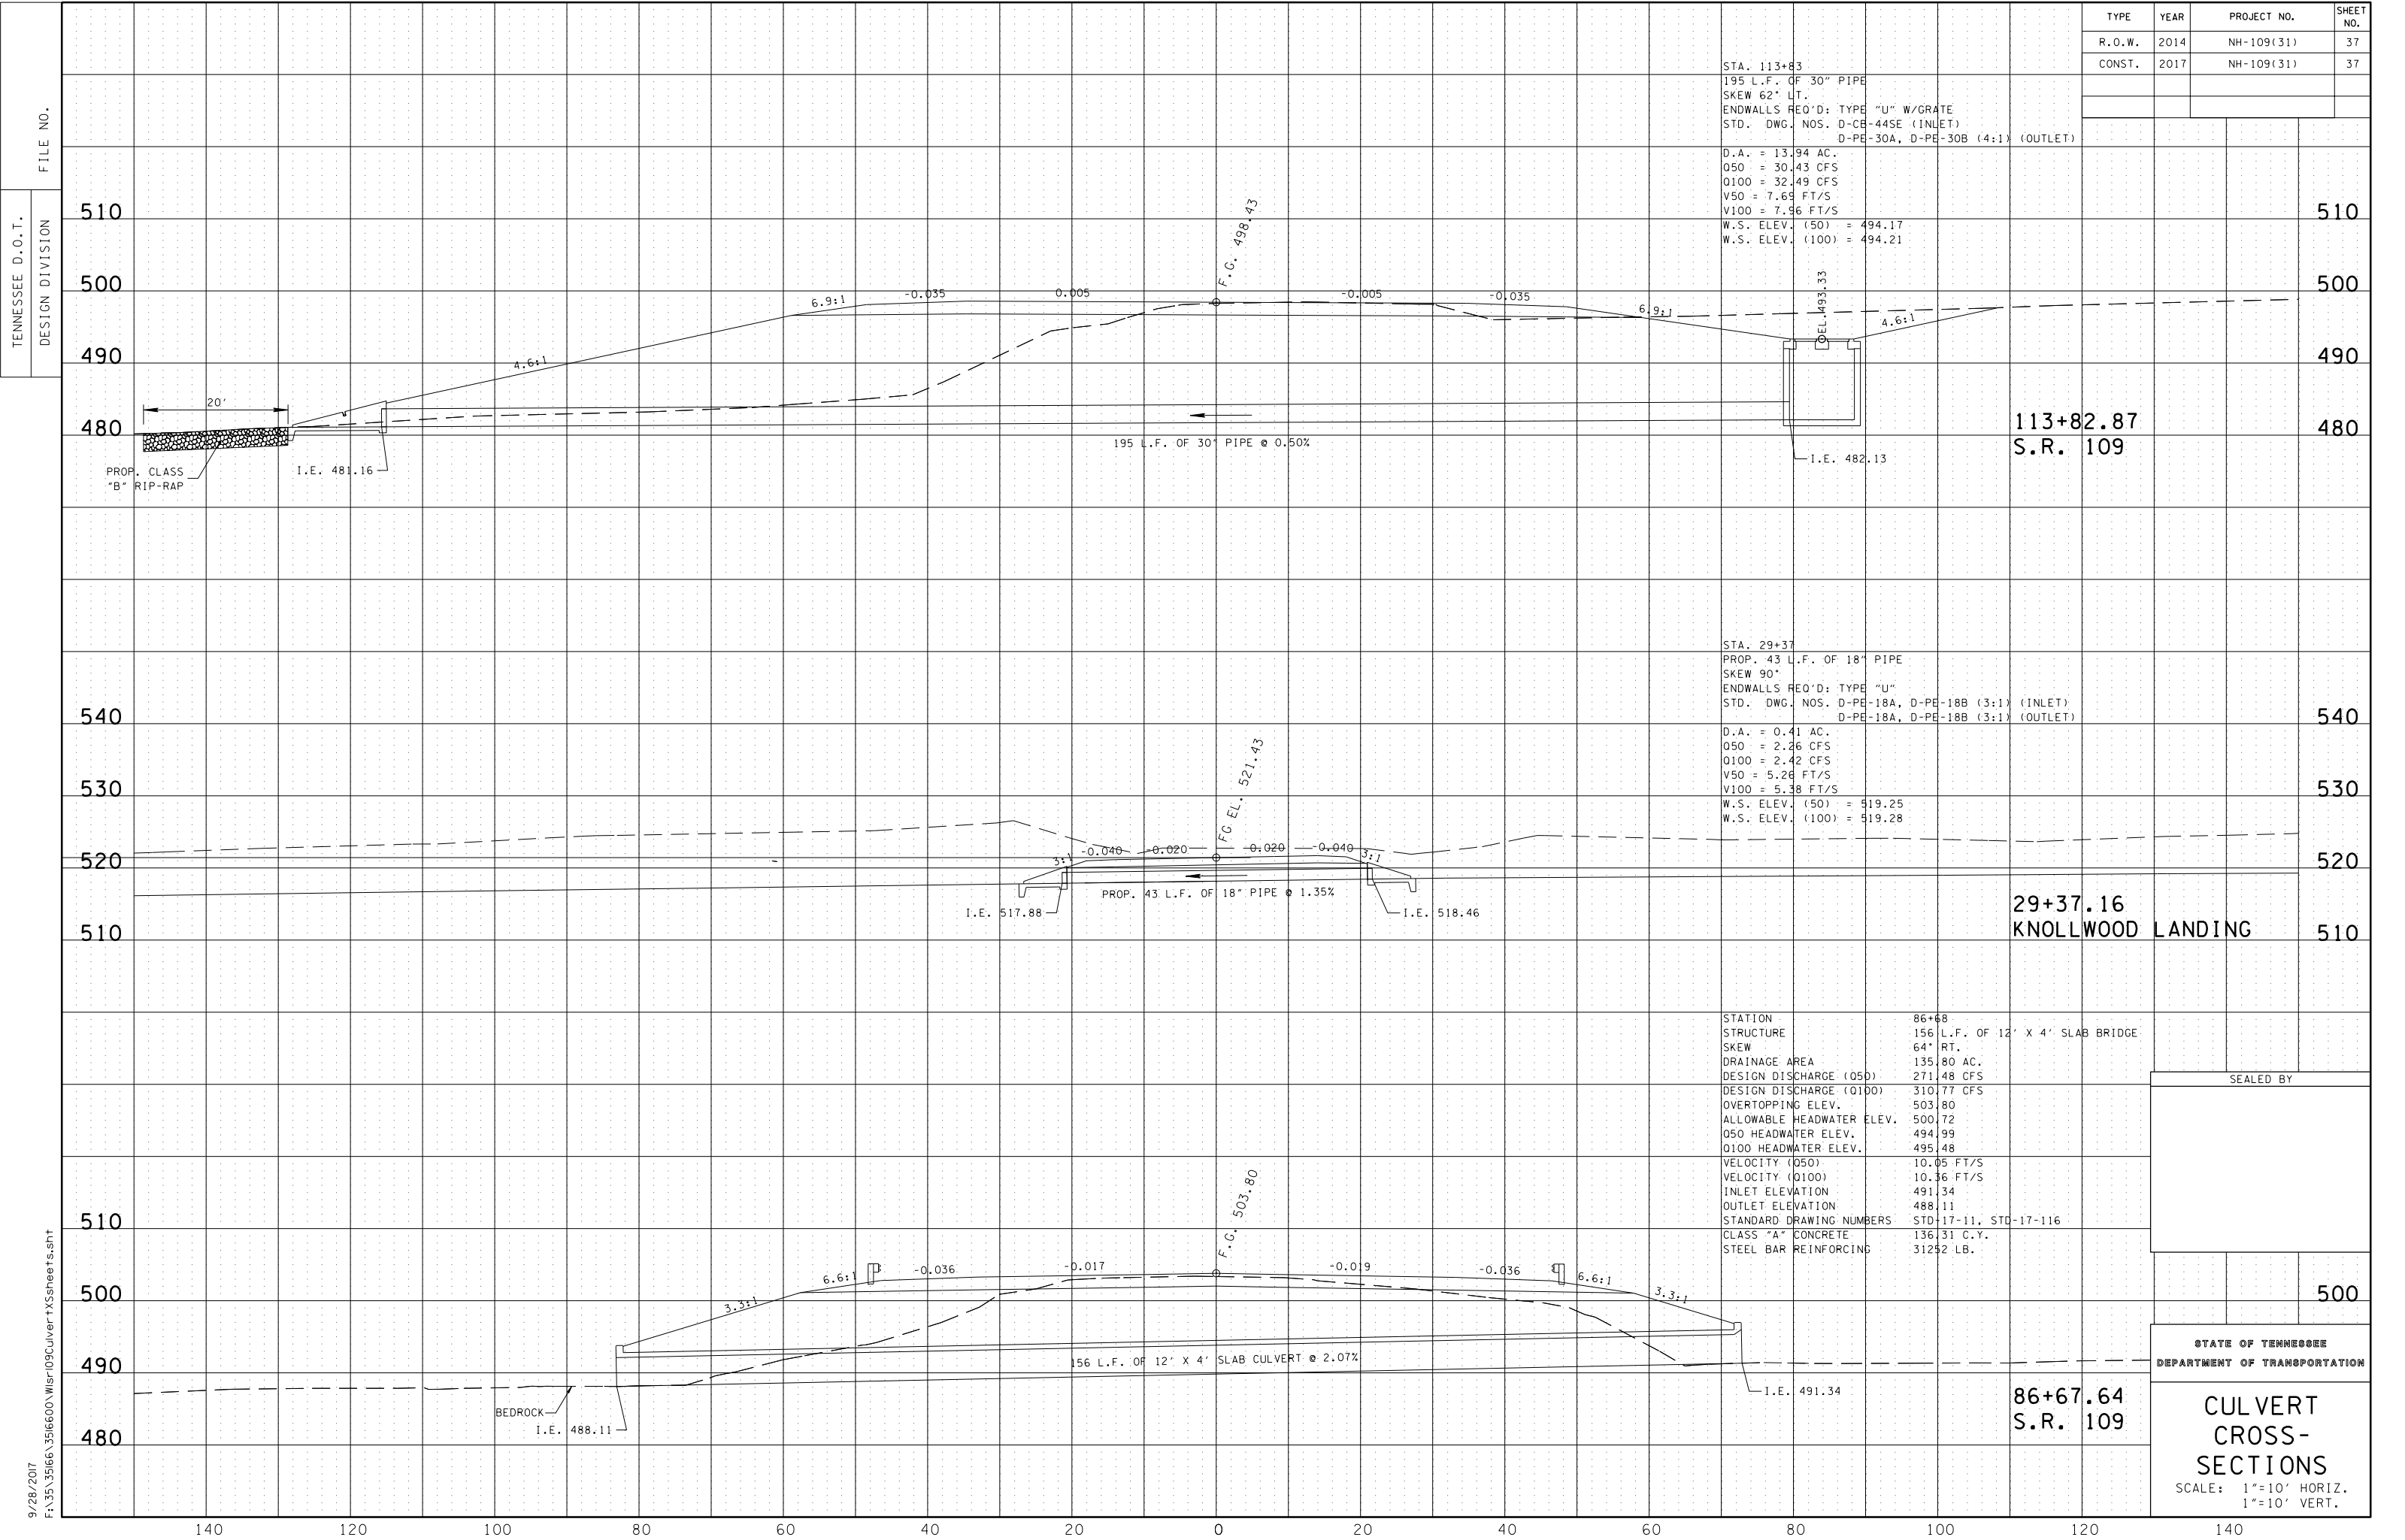 TYPE YEAR PROJECT NO. SHEET NO.
R.O.W. 2014 NH-109(31) 37
CONST. 2017 NH-109(31) 37
FILE NO.
TENNESSEE D.O.T.
DESIGN DIVISION
STA. 113+83
195 L.F. OF 30" PIPE
SKEW 62° LT.
ENDWALLS REQ'D: TYPE "U" W/GRATE
STD. DWG. NOS. D-CB-44SE (INLET)
D-PE-30A, D-PE-30B (4:1) (OUTLET)
D.A. = 13.94 AC.
Q50 = 30.43 CFS
Q100 = 32.49 CFS
V50 = 7.69 FT/S
V100 = 7.96 FT/S
W.S. ELEV. (50) = 494.17
W.S. ELEV. (100) = 494.21
510 510
500 500
490 490
480 480
F.G. 498.43
6.9:1 -0.035 0.005 -0.005 -0.035 6.9:1
EL.493.33
4.6:1
4.6:1
20'
195 L.F. OF 30" PIPE @ 0.50%
PROP. CLASS
"B" RIP-RAP
I.E. 481.16
I.E. 482.13
113+82.87
S.R. 109
STA. 29+37
PROP. 43 L.F. OF 18" PIPE
SKEW 90°
ENDWALLS REQ'D: TYPE "U"
STD. DWG. NOS. D-PE-18A, D-PE-18B (3:1) (INLET)
D-PE-18A, D-PE-18B (3:1) (OUTLET)
D.A. = 0.41 AC.
Q50 = 2.26 CFS
Q100 = 2.42 CFS
V50 = 5.26 FT/S
V100 = 5.38 FT/S
W.S. ELEV. (50) = 519.25
W.S. ELEV. (100) = 519.28
540 540
530 530
520 520
510 510
FG EL. 521.43
3:1 -0.040 -0.020 0.020 -0.040 3:1
PROP. 43 L.F. OF 18" PIPE @ 1.35%
I.E. 517.88
I.E. 518.46
29+37.16
KNOLLWOOD LANDING
STATION 86+68
STRUCTURE 156 L.F. OF 12' X 4' SLAB BRIDGE
SKEW 64° RT.
DRAINAGE AREA 135.80 AC.
DESIGN DISCHARGE (Q50) 271.48 CFS
DESIGN DISCHARGE (Q100) 310.77 CFS
OVERTOPPING ELEV. 503.80
ALLOWABLE HEADWATER ELEV. 500.72
Q50 HEADWATER ELEV. 494.99
Q100 HEADWATER ELEV. 495.48
VELOCITY (Q50) 10.05 FT/S
VELOCITY (Q100) 10.36 FT/S
INLET ELEVATION 491.34
OUTLET ELEVATION 488.11
STANDARD DRAWING NUMBERS STD-17-11, STD-17-116
CLASS "A" CONCRETE 136.31 C.Y.
STEEL BAR REINFORCING 31252 LB.
SEALED BY
510
500 500
490
480
F.G. 503.80
3.3:1 6.6:1 -0.036 -0.017 -0.019 -0.036 6.6:1 3.3:1
156 L.F. OF 12' X 4' SLAB CULVERT @ 2.07%
BEDROCK
I.E. 488.11
I.E. 491.34
86+67.64
S.R. 109
STATE OF TENNESSEE
DEPARTMENT OF TRANSPORTATION
CULVERT
CROSS-
SECTIONS
SCALE: 1"=10' HORIZ.
1"=10' VERT.
140 120 100 80 60 40 20 0 20 40 60 80 100 120 140
9/28/2017
F:\35\35166\3516600\Wlsr109CulvertXSsheets.sht